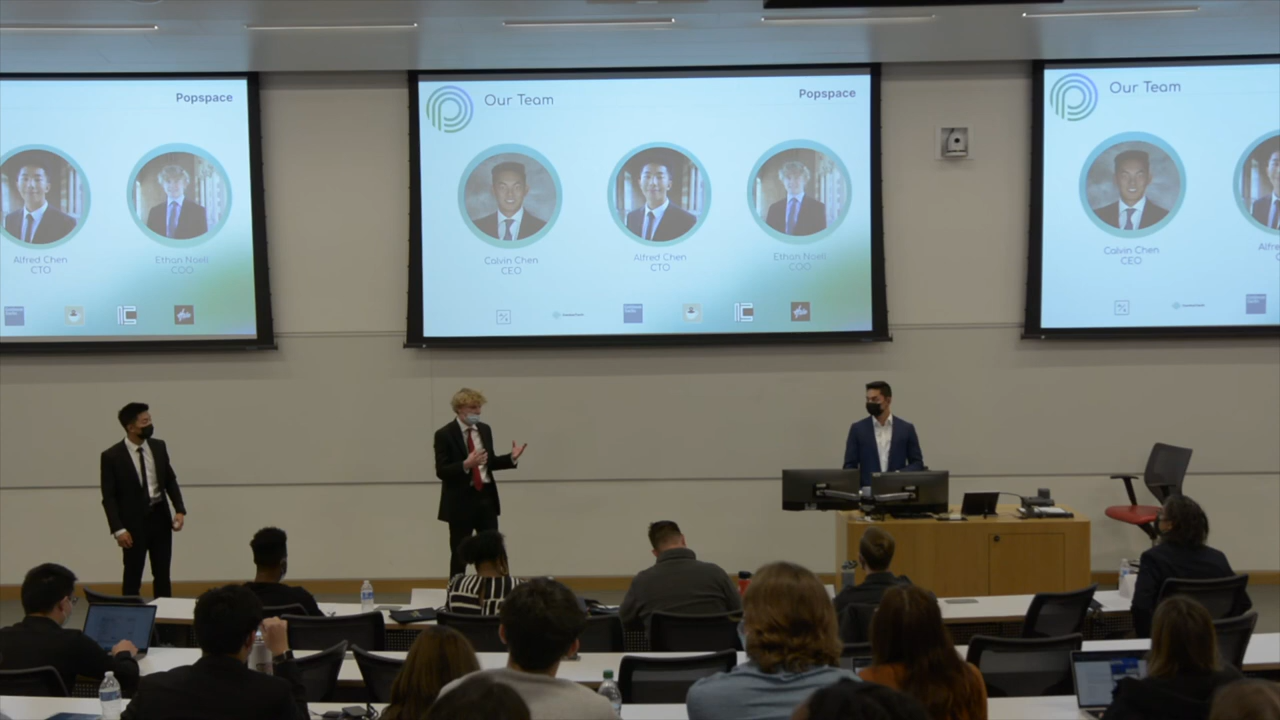 Popspace
Alfred Chen
CTO
Ethan Noell
COO
Our Team
Popspace
Calvin Chen
CEO
Alfred Chen
CTO
Ethan Noell
COO
Our Team
Calvin Chen
CEO